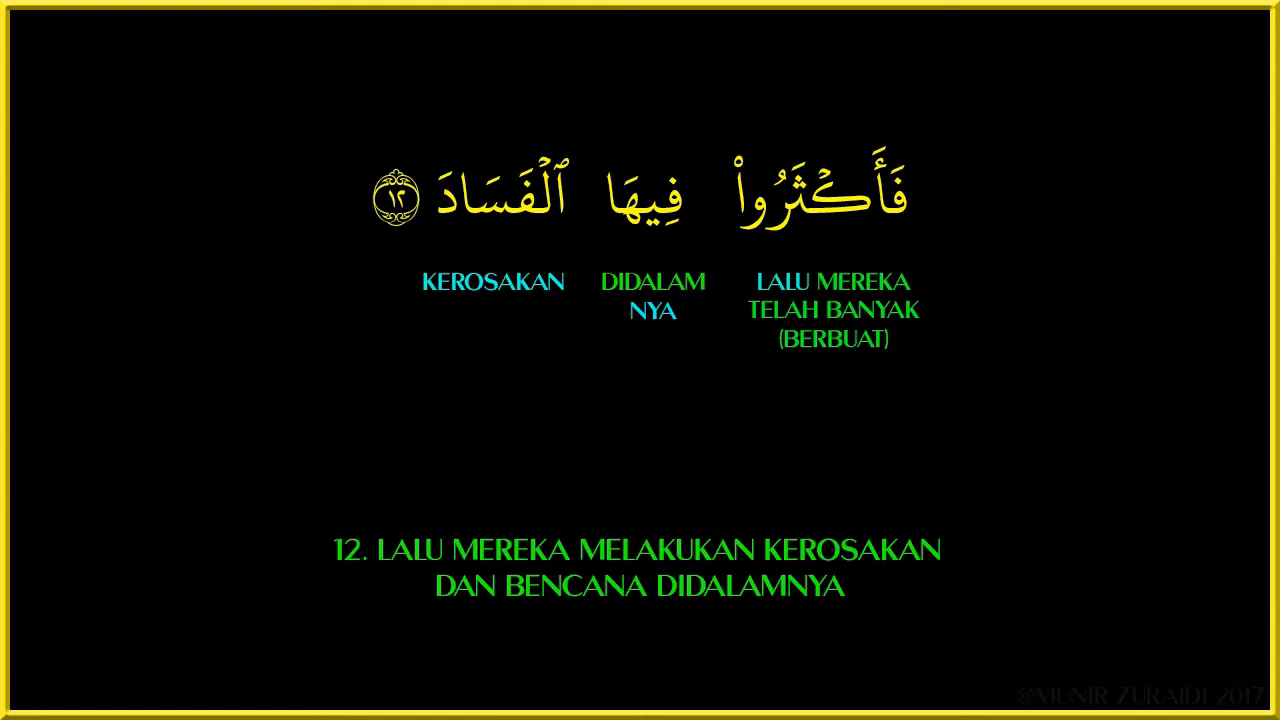 فَأَكۡثَرُواْ فِيهَا ٱلۡفَسَادَ ١٢
KEROSAKAN DIDALAM LALU MEREKA
NYA TELAH BANYAK
(BERBUAT)
12. LALU MEREKA MELAKUKAN KEROSAKAN
DAN BENCANA DIDALAMNYA
@MUNIR ZURAIDI 2017